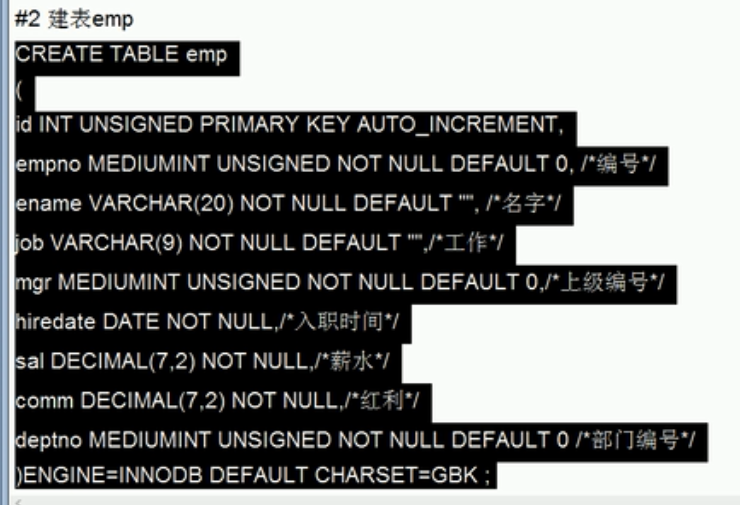 #2 建表emp
CREATE TABLE emp
(
id INT UNSIGNED PRIMARY KEY AUTO_INCREMENT,
empno MEDIUMINT UNSIGNED NOT NULL DEFAULT 0, /*编号*/
ename VARCHAR(20) NOT NULL DEFAULT "", /*名字*/
job VARCHAR(9) NOT NULL DEFAULT "",/*工作*/
mgr MEDIUMINT UNSIGNED NOT NULL DEFAULT 0,/*上级编号*/
hiredate DATE NOT NULL,/*入职时间*/
sal DECIMAL(7,2) NOT NULL,/*薪水*/
comm DECIMAL(7,2) NOT NULL,/*红利*/
deptno MEDIUMINT UNSIGNED NOT NULL DEFAULT 0 /*部门编号*/
)ENGINE=INNODB DEFAULT CHARSET=GBK ;